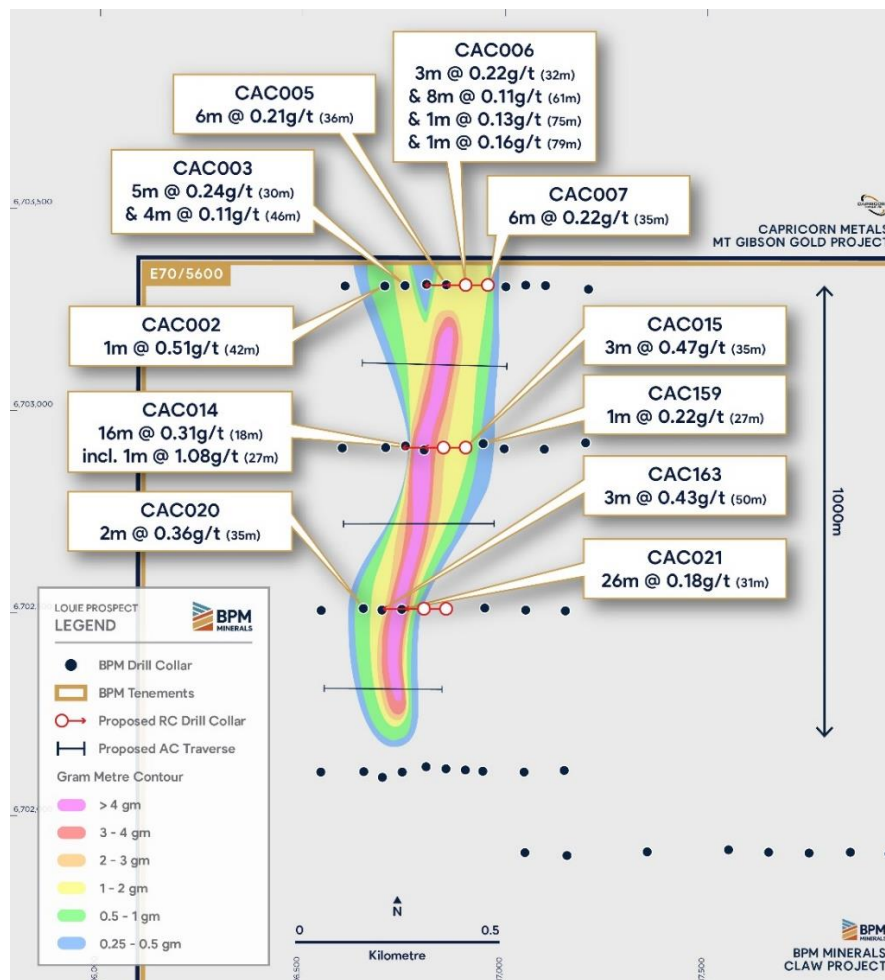 CAC006
3m @ 0.22g/t (32m)
& 8m @ 0.11g/t (61m)
& 1m @ 0.13g/t (75m)
& 1m @ 0.16g/t (79m)
CAC005
6m @ 0.21g/t (36m)
CAC003
5m @ 0.24g/t (30m)
& 4m @ 0.11g/t (46m)
CAC007
6m @ 0.22g/t (35m)
CAPRICORN METALS
MT GIBSON GOLD PROJECT
E70/5600
CAC002
1m @ 0.51g/t (42m)
CAC015
3m @ 0.47g/t (35m)
6,703,000
CAC014
16m @ 0.31g/t (18m)
incl. 1m @ 1.08g/t (27m)
CAC159
1m @ 0.22g/t (27m)
1000m
CAC163
3m @ 0.43g/t (50m)
CAC020
2m @ 0.36g/t (35m)
CAC021
26m @ 0.18g/t (31m)
LOUIE PROSPECT
LEGEND
BPM
MINERALS
BPM Drill Collar
BPM Tenements
Proposed RC Drill Collar
Proposed AC Traverse
Gram Metre Contour
> 4 gm
3 - 4 gm
2 - 3 gm
1 - 2 gm
0.5 - 1 gm
0.25 - 0.5 gm
N
0 0.5
Kilometre
BPM
MINERALS
BPM MINERALS
CLAW PROJECT